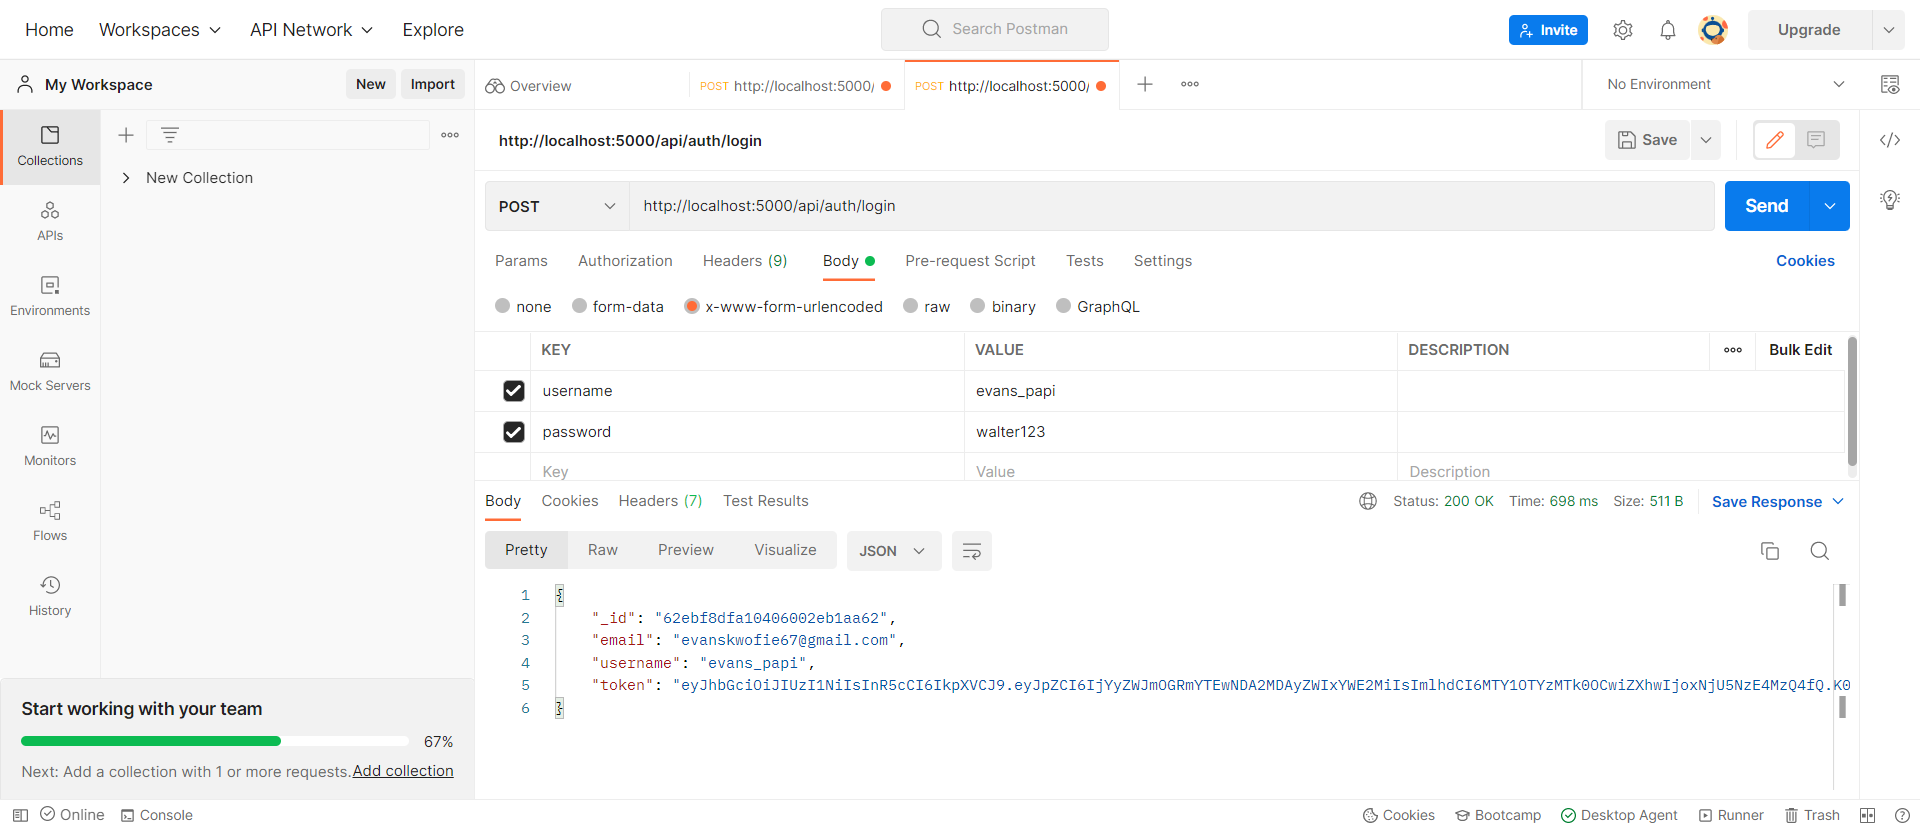 Home Workspaces API Network Explore Search Postman Invite Upgrade
My Workspace New Import Overview POST http://localhost:5000/ POST http://localhost:5000/ No Environment
Collections
New Collection
APIs
Environments
Mock Servers
Monitors
Flows
History
http://localhost:5000/api/auth/login Save
POST http://localhost:5000/api/auth/login Send
Params Authorization Headers (9) Body Pre-request Script Tests Settings Cookies
none form-data x-www-form-urlencoded raw binary GraphQL
KEY VALUE DESCRIPTION Bulk Edit
username evans_papi
password walter123
Key Value Description
Body Cookies Headers (7) Test Results Status: 200 OK Time: 698 ms Size: 511 B Save Response
Pretty Raw Preview Visualize JSON
1 {
2 "_id": "62ebf8dfa10406002eb1aa62",
3 "email": "evanskwofie67@gmail.com",
4 "username": "evans_papi",
5 "token": "eyJhbGciOiJIUzI1NiIsInR5cCI6IkpXVCJ9.eyJpZCI6IjYyZWJmOGRmYTEwNDA2MDAyZWIxYWE2MiIsImlhdCI6MTY1OTYzMTk0OCwiZXhwIjoxNjU5NzE4MzQ4fQ.K0
6 }
Start working with your team
67%
Next: Add a collection with 1 or more requests. Add collection
Online Console Cookies Bootcamp Desktop Agent Runner Trash